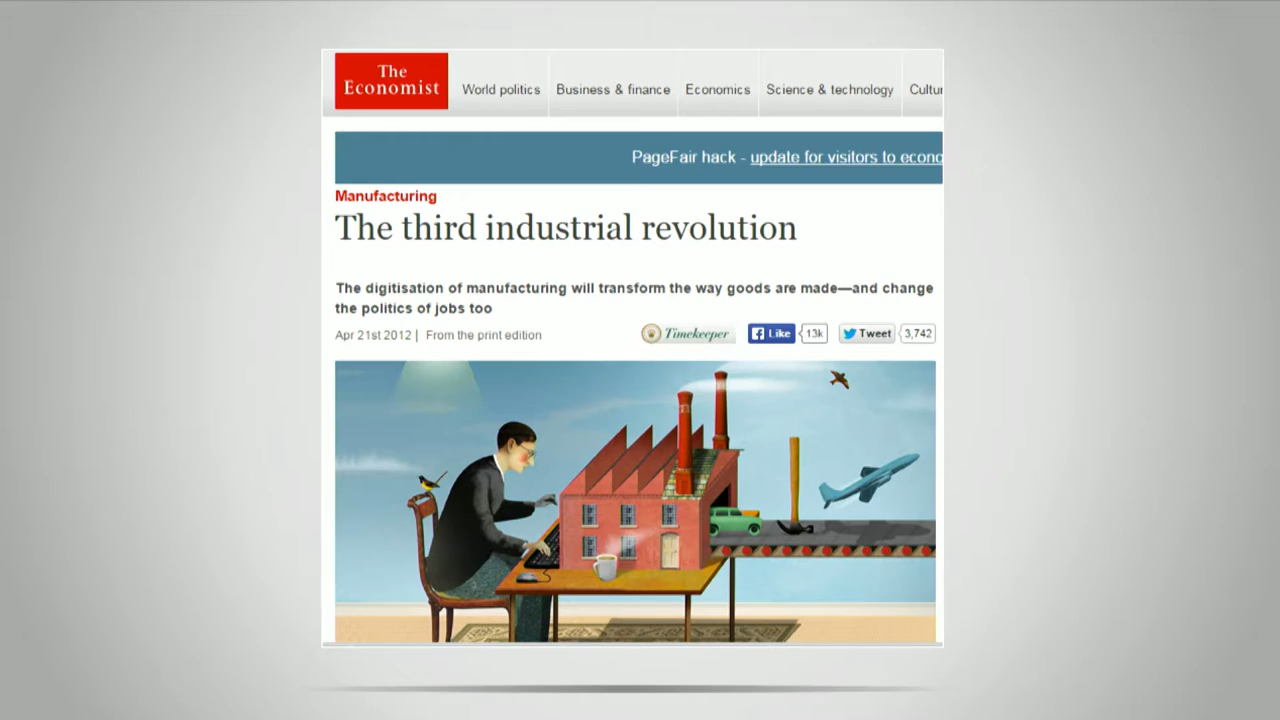 The
Economist
World politics
Business & finance
Economics
Science & technology
Cultur
PageFair hack - update for visitors to econo
Manufacturing
The third industrial revolution
The digitisation of manufacturing will transform the way goods are made—and change
the politics of jobs too
Apr 21st 2012 | From the print edition
Timekeeper
Like
13k
Tweet
3,742